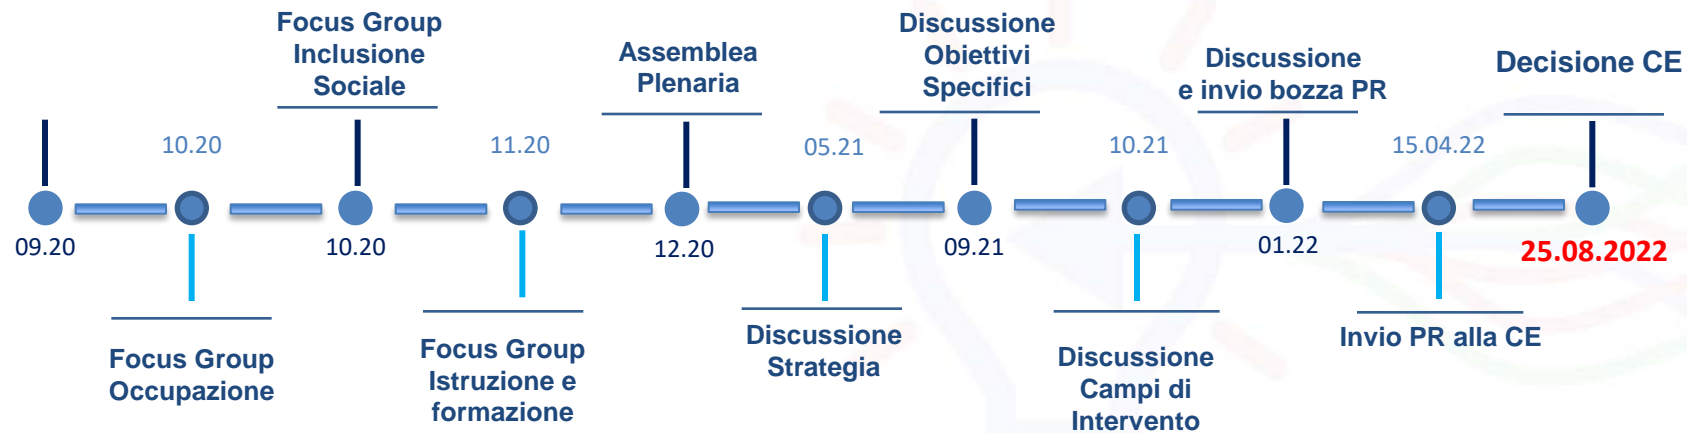 09.20
10.20
Focus Group
Occupazione
Focus Group
Inclusione
Sociale
10.20
11.20
Focus Group
Istruzione e
formazione
Assemblea
Plenaria
12.20
05.21
Discussione
Strategia
Discussione
Obiettivi
Specifici
09.21
10.21
Discussione
Campi di
Intervento
Discussione
e invio bozza PR
01.22
15.04.22
Invio PR alla CE
Decisione CE
25.08.2022